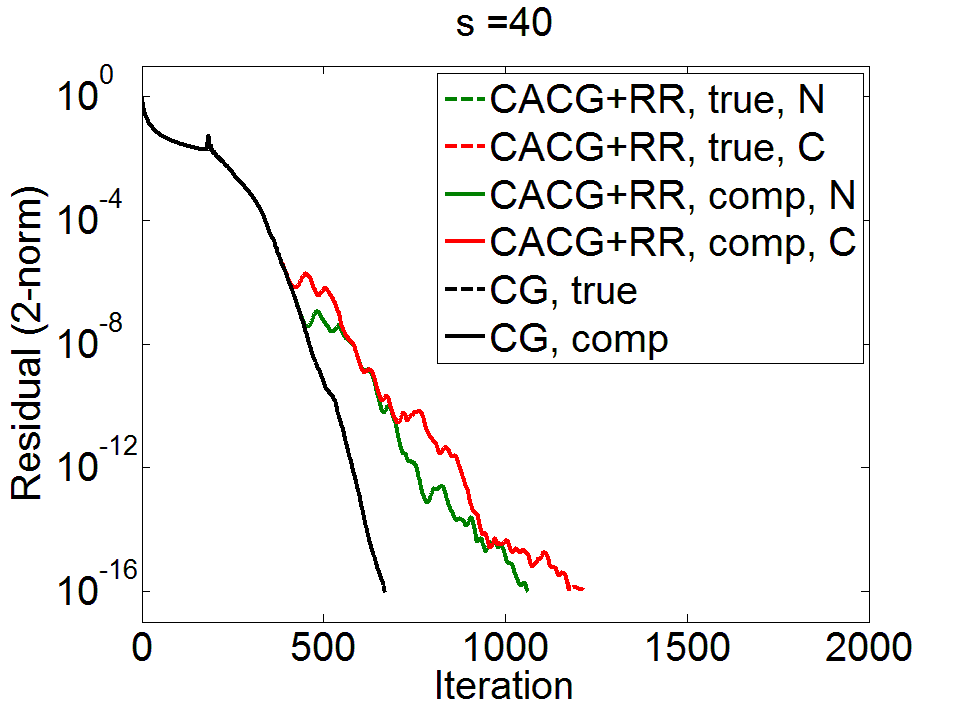 s =40
10^0
10^-4
10^-8
10^-12
10^-16
Residual (2-norm)
CACG+RR, true, N
CACG+RR, true, C
CACG+RR, comp, N
CACG+RR, comp, C
CG, true
CG, comp
0 500 1000 1500 2000
Iteration